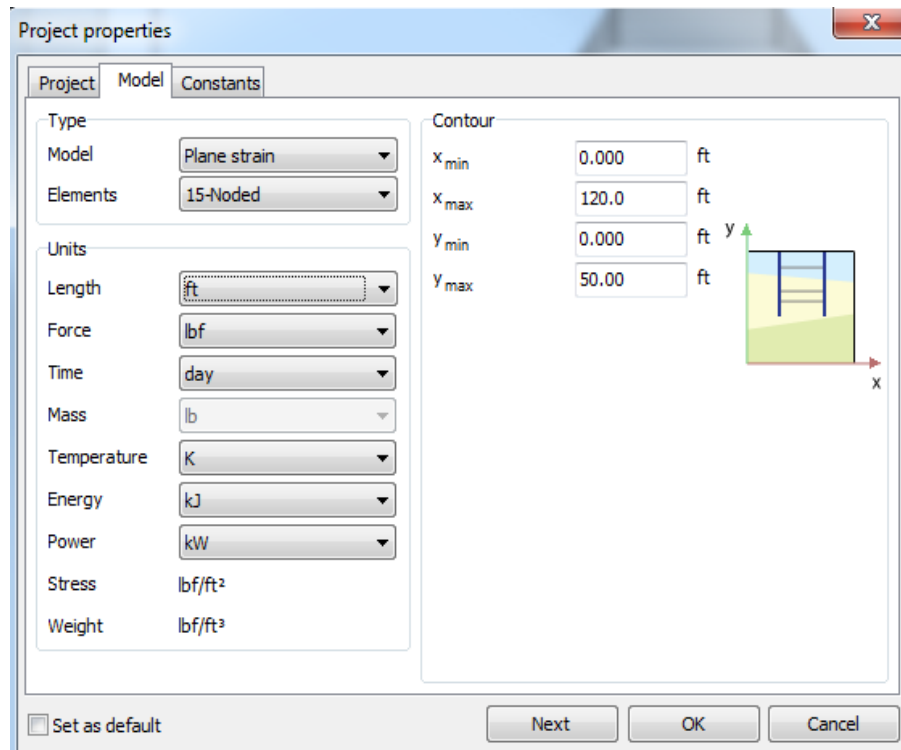 Project properties
X
Project Model Constants
Type
Model Plane strain
Elements 15-Noded
Units
Length ft
Force lbf
Time day
Mass lb
Temperature K
Energy kJ
Power kW
Stress lbf/ft²
Weight lbf/ft³
Contour
x min 0.000 ft
x max 120.0 ft
y min 0.000 ft
y max 50.00 ft
y
x
Set as default
Next OK Cancel